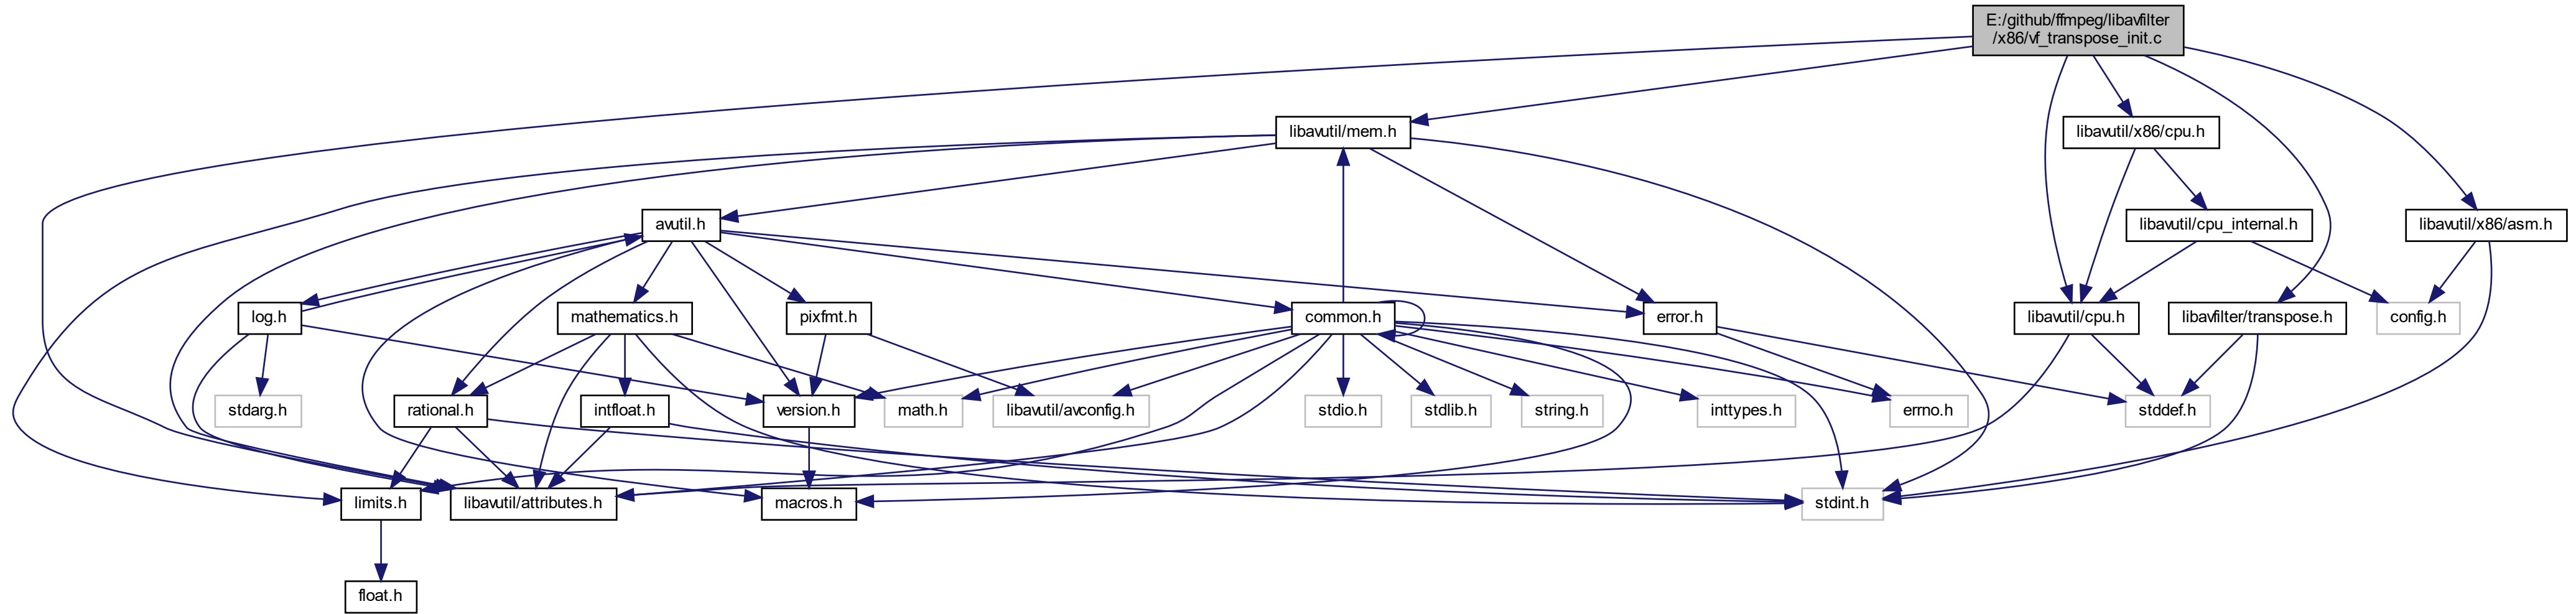 E:/github/ffmpeg/libavfilter
/x86/vf_transpose_init.c
libavutil/mem.h
libavutil/x86/cpu.h
avutil.h
libavutil/cpu_internal.h
libavutil/x86/asm.h
log.h
mathematics.h
pixfmt.h
common.h
error.h
libavutil/cpu.h
libavfilter/transpose.h
config.h
stdarg.h
rational.h
intfloat.h
version.h
math.h
libavutil/avconfig.h
stdio.h
stdlib.h
string.h
inttypes.h
errno.h
stddef.h
limits.h
libavutil/attributes.h
macros.h
stdint.h
float.h